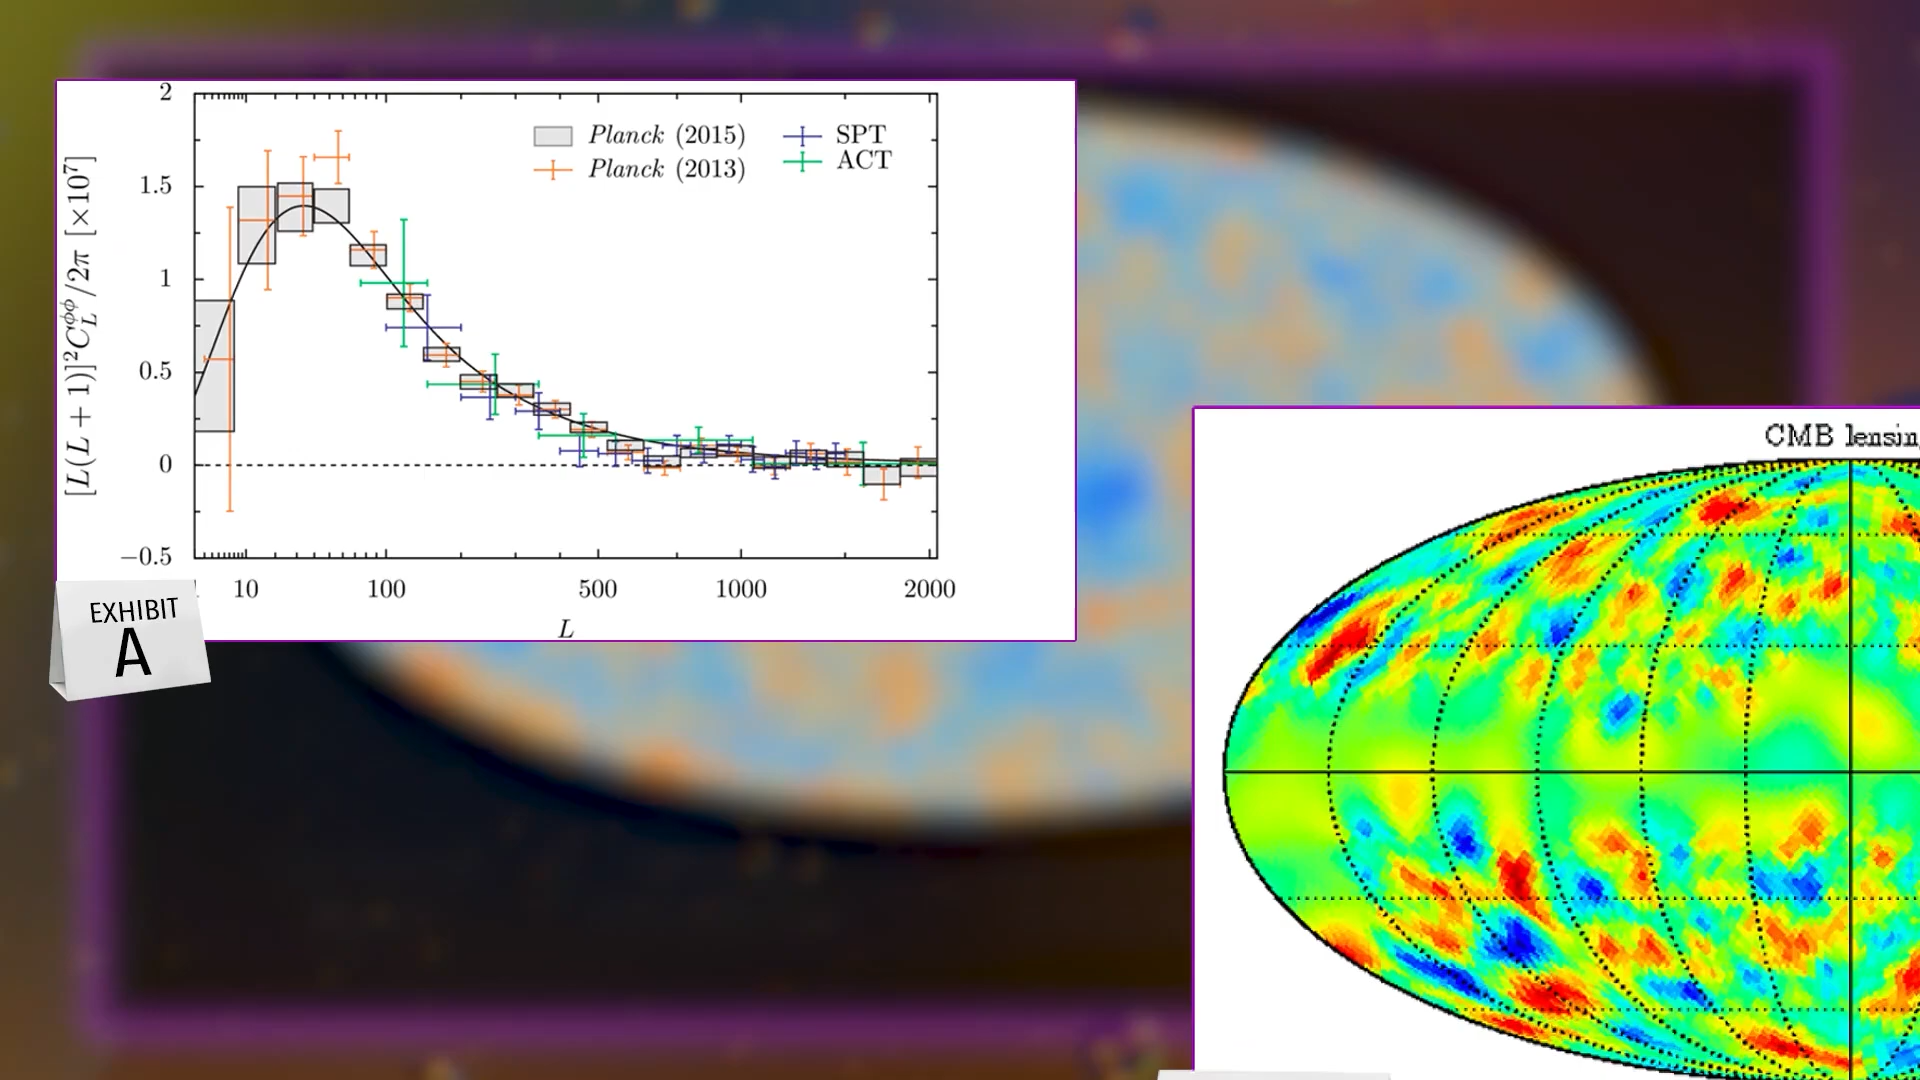 2
1.5
1
0.5
0
−0.5
[L(L + 1)]²C_L^ϕϕ/2π [×10⁷]
Planck (2015)
Planck (2013)
SPT
ACT
10 100 500 1000 2000
L
EXHIBIT
A
CMB lensin